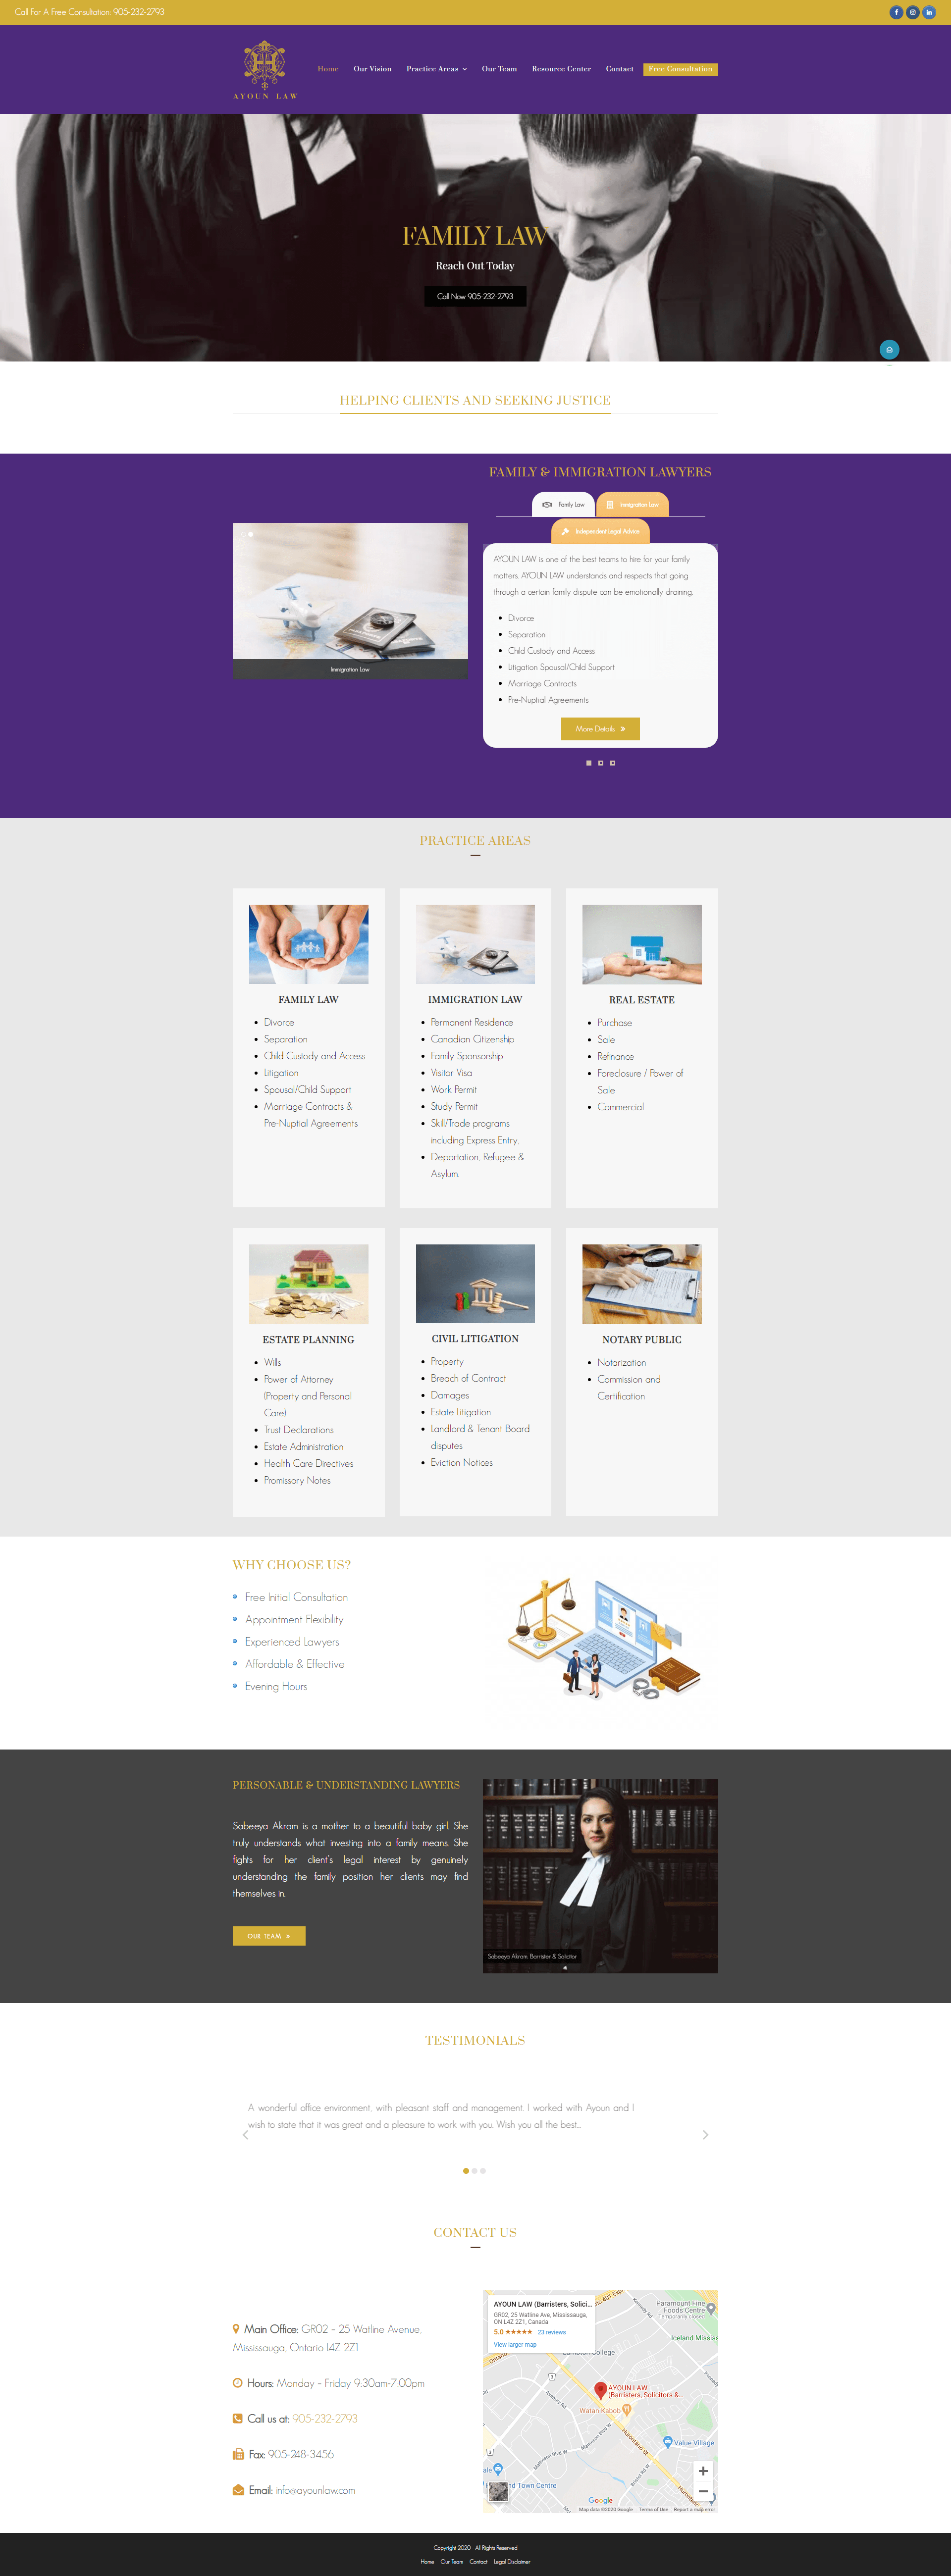 Call For A Free Consultation: 905-232-2793
AYOUN LAW
Home
Our Vision
Practice Areas
Our Team
Resource Center
Contact
Free Consultation
FAMILY LAW
Reach Out Today
Call Now 905-232-2793
HELPING CLIENTS AND SEEKING JUSTICE
Immigration Law
FAMILY & IMMIGRATION LAWYERS
Family Law
Immigration Law
Independent Legal Advice
AYOUN LAW is one of the best teams to hire for your family
matters. AYOUN LAW understands and respects that going
through a certain family dispute can be emotionally draining.
Divorce
Separation
Child Custody and Access
Litigation Spousal/Child Support
Marriage Contracts
Pre-Nuptial Agreements
More Details
PRACTICE AREAS
FAMILY LAW
Divorce
Separation
Child Custody and Access
Litigation
Spousal/Child Support
Marriage Contracts &
Pre-Nuptial Agreements
IMMIGRATION LAW
Permanent Residence
Canadian Citizenship
Family Sponsorship
Visitor Visa
Work Permit
Study Permit
Skill/Trade programs
including Express Entry.
Deportation, Refugee &
Asylum.
REAL ESTATE
Purchase
Sale
Refinance
Foreclosure / Power of
Sale
Commercial
ESTATE PLANNING
Wills
Power of Attorney
(Property and Personal
Care)
Trust Declarations
Estate Administration
Health Care Directives
Promissory Notes
CIVIL LITIGATION
Property
Breach of Contract
Damages
Estate Litigation
Landlord & Tenant Board
disputes
Eviction Notices
NOTARY PUBLIC
Notarization
Commission and
Certification
WHY CHOOSE US?
Free Initial Consultation
Appointment Flexibility
Experienced Lawyers
Affordable & Effective
Evening Hours
LAW
PERSONABLE & UNDERSTANDING LAWYERS
Sabeeya Akram is a mother to a beautiful baby girl. She
truly understands what investing into a family means. She
fights for her client's legal interest by genuinely
understanding the family position her clients may find
themselves in.
OUR TEAM
Sabeeya Akram, Barrister & Solicitor
TESTIMONIALS
A wonderful office environment, with pleasant staff and management. I worked with Ayoun and I
wish to state that it was great and a pleasure to work with you. Wish you all the best...
CONTACT US
Main Office: GR02 - 25 Watline Avenue,
Mississauga, Ontario L4Z 2Z1
Hours: Monday - Friday 9:30am-7:00pm
Call us at: 905-232-2793
Fax: 905-248-3456
Email: info@ayounlaw.com
AYOUN LAW (Barristers, Solici...
GR02, 25 Watline Ave, Mississauga,
ON L4Z 2Z1, Canada
5.0 ★★★★★ 23 reviews
View larger map
Paramount Fine
Foods Centre
Temporarily closed
Kennedy Rd
Iceland Mississ
College
AYOUN LAW
(Barristers, Solicitors &...
Watan Kabob
Ambury Rd
Hurontario St
Value Village
Town Centre
Google
Map data ©2020 Google
Terms of Use
Report a map error
Copyright 2020 - All Rights Reserved
Home
Our Team
Contact
Legal Disclaimer